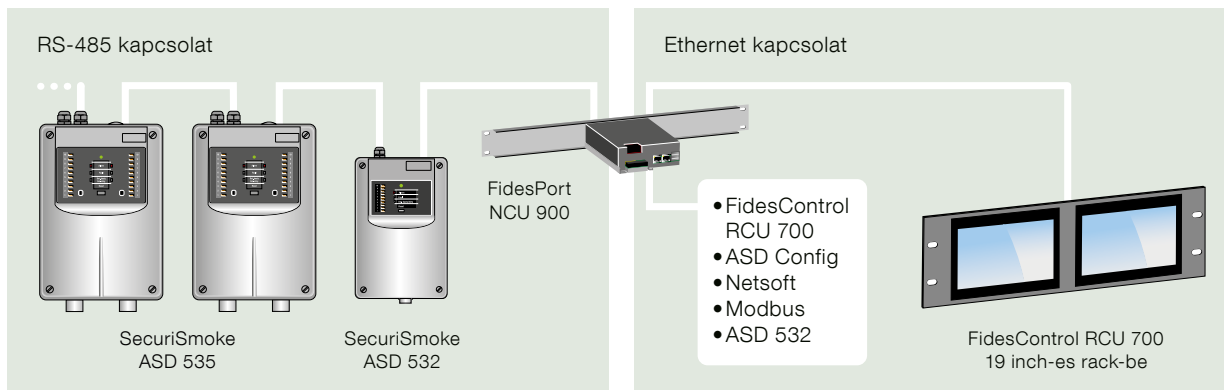 RS-485 kapcsolat
Ethernet kapcsolat
FidesPort
NCU 900
•FidesControl
RCU 700
•ASD Config
•Netsoft
•Modbus
•ASD 532
SecuriSmoke
ASD 535
SecuriSmoke
ASD 532
FidesControl RCU 700
19 inch-es rack-be